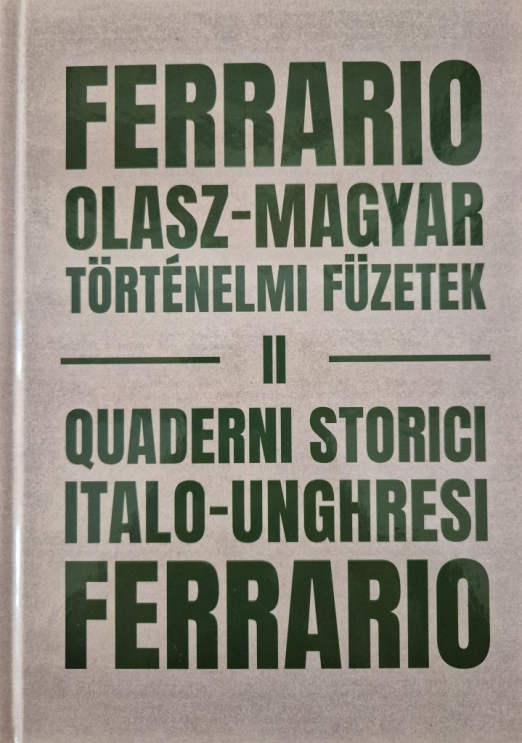 FERRARIO
OLASZ-MAGYAR
TÖRTÉNELMI FÜZETEK
II
QUADERNI STORICI
ITALO-UNGHRESI
FERRARIO